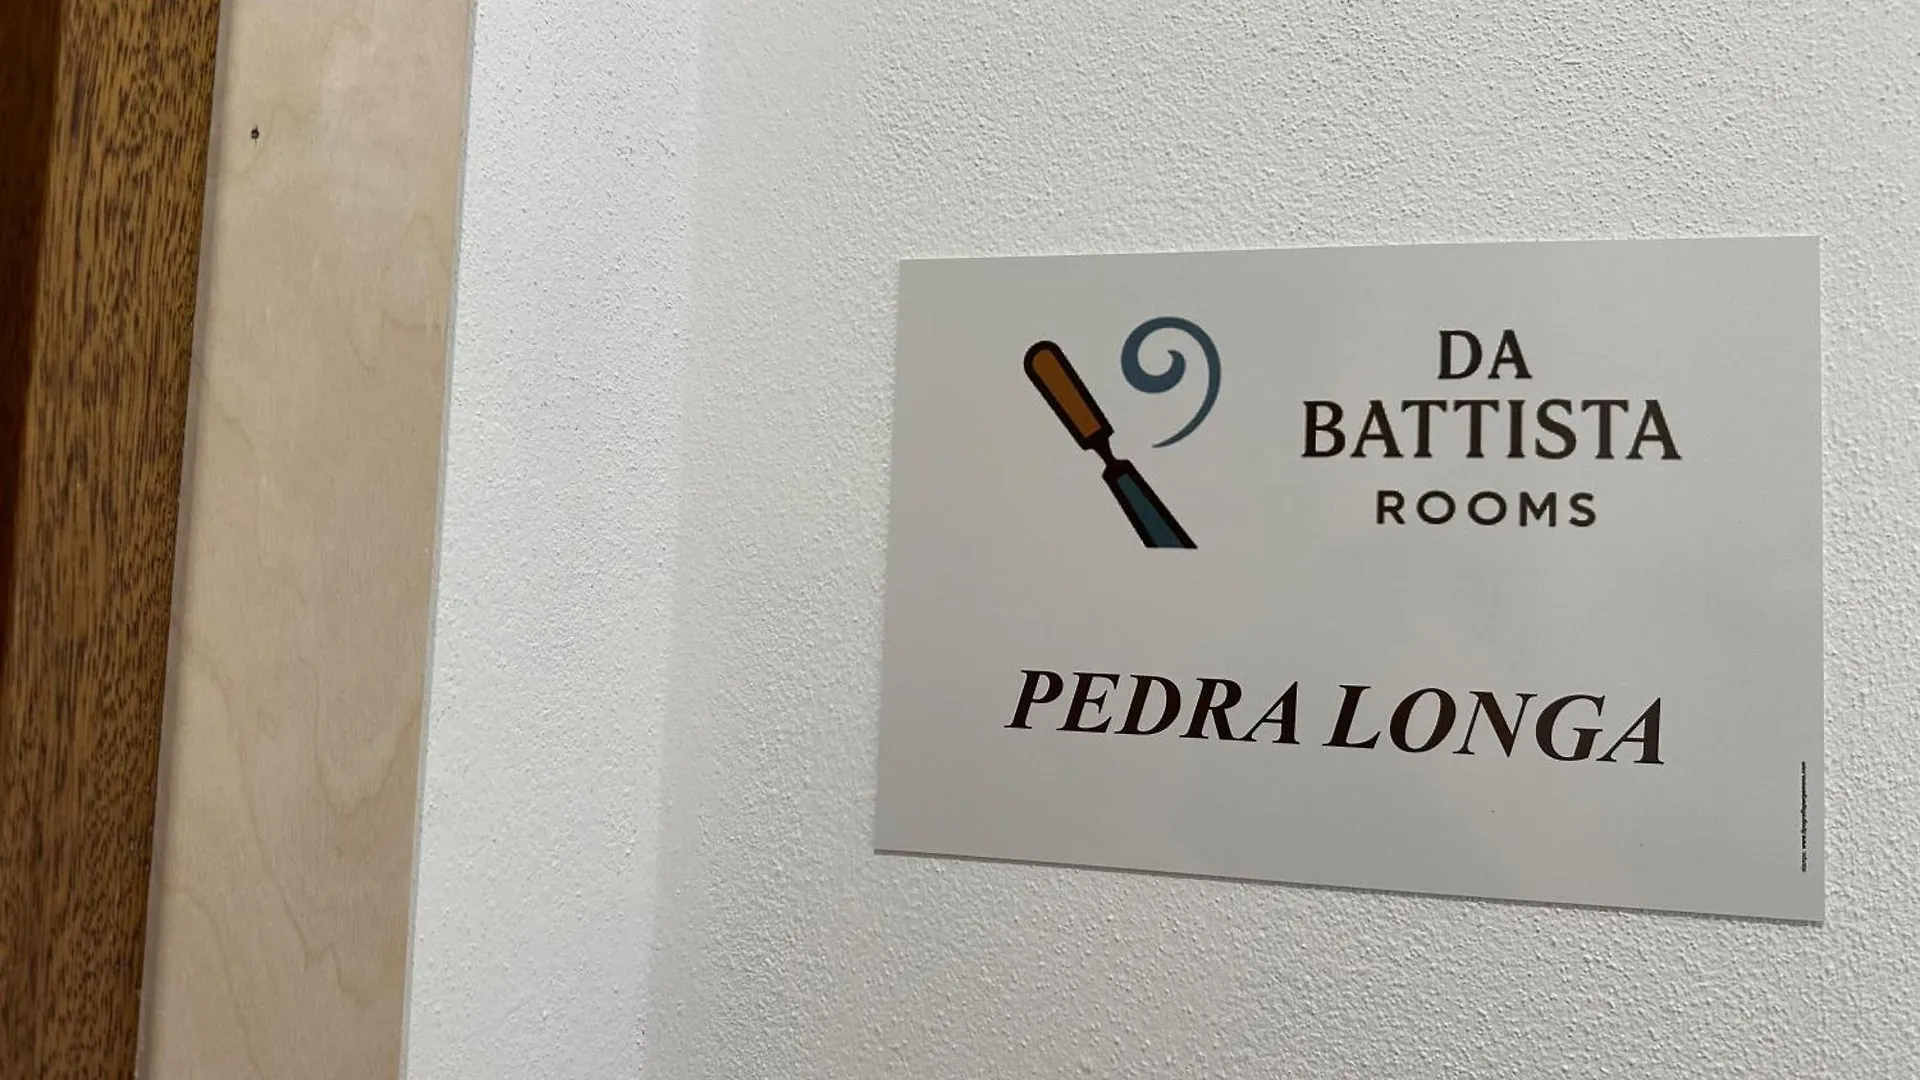 DA
BATTISTA
ROOMS
PEDRA LONGA